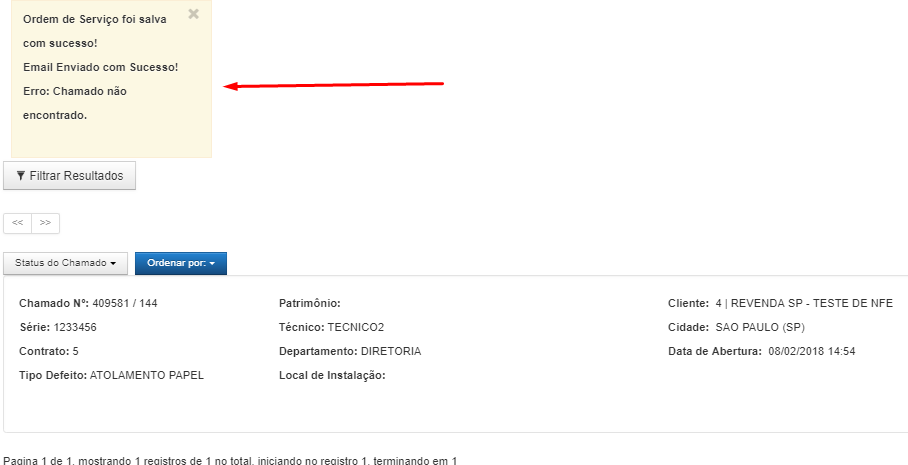 Ordem de Serviço foi salva
com sucesso!
Email Enviado com Sucesso!
Erro: Chamado não
encontrado.
Filtrar Resultados
<< >>
Status do Chamado Ordenar por:
Chamado Nº: 409581 / 144 Patrimônio: Cliente: 4 | REVENDA SP - TESTE DE NFE
Série: 1233456 Técnico: TECNICO2 Cidade: SAO PAULO (SP)
Contrato: 5 Departamento: DIRETORIA Data de Abertura: 08/02/2018 14:54
Tipo Defeito: ATOLAMENTO PAPEL Local de Instalação:
Pagina 1 de 1, mostrando 1 registros de 1 no total, iniciando no registro 1, terminando em 1